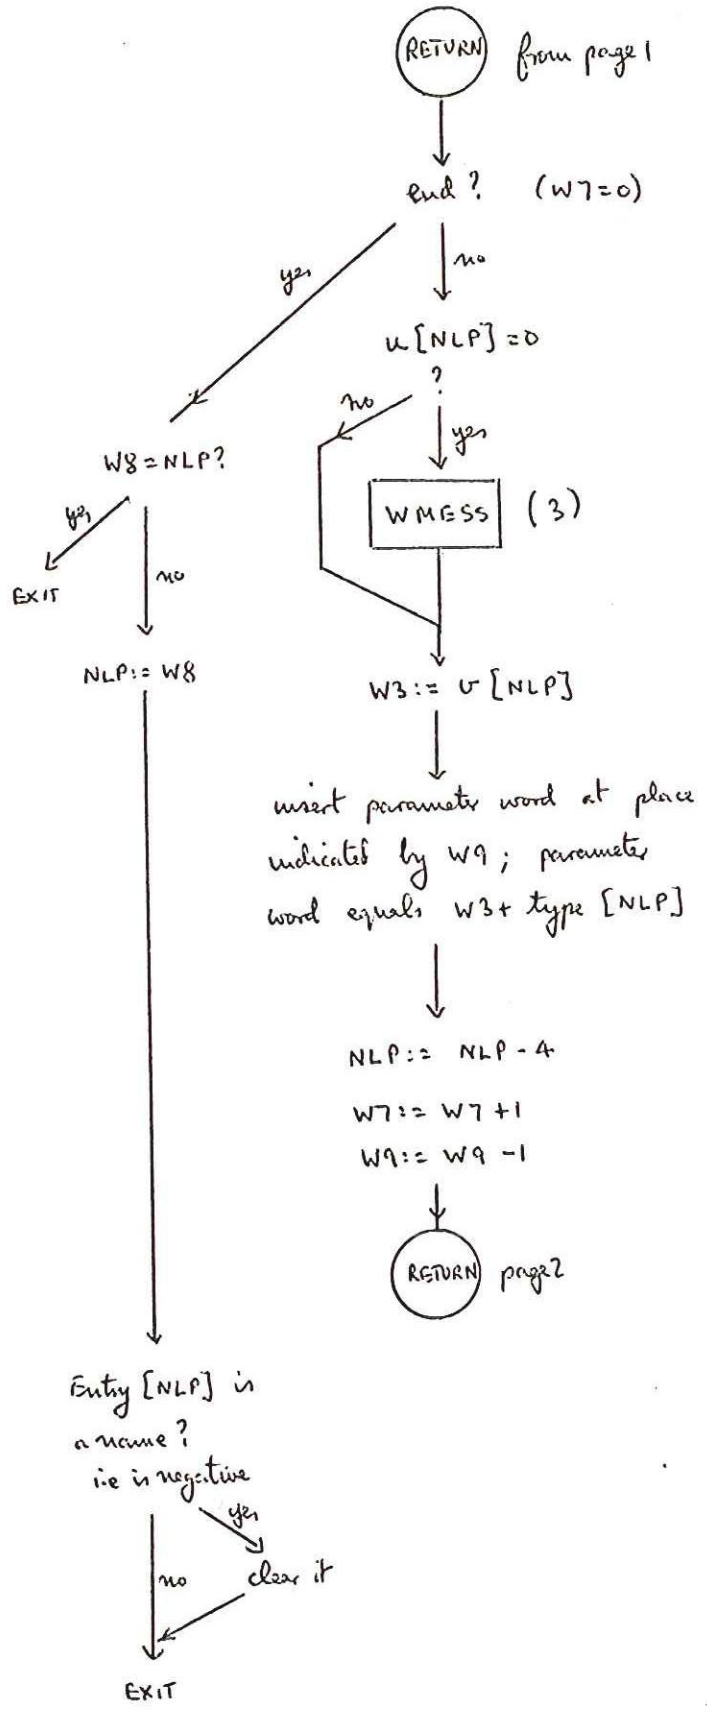 RETURN from page 1
end? (W7=0)
yes
no
u[NLP]=0
?
no
yes
W8=NLP?
WMESS (3)
yes
no
EXIT
NLP:= W8
W3:= v[NLP]
insert parameter word at place
indicated by W9; parameter
word equals W3+ type [NLP]
NLP:= NLP-4
W7:= W7+1
W9:= W9-1
RETURN page2
Entry [NLP] is
a name?
i.e is negative
yes
no
clear it
EXIT